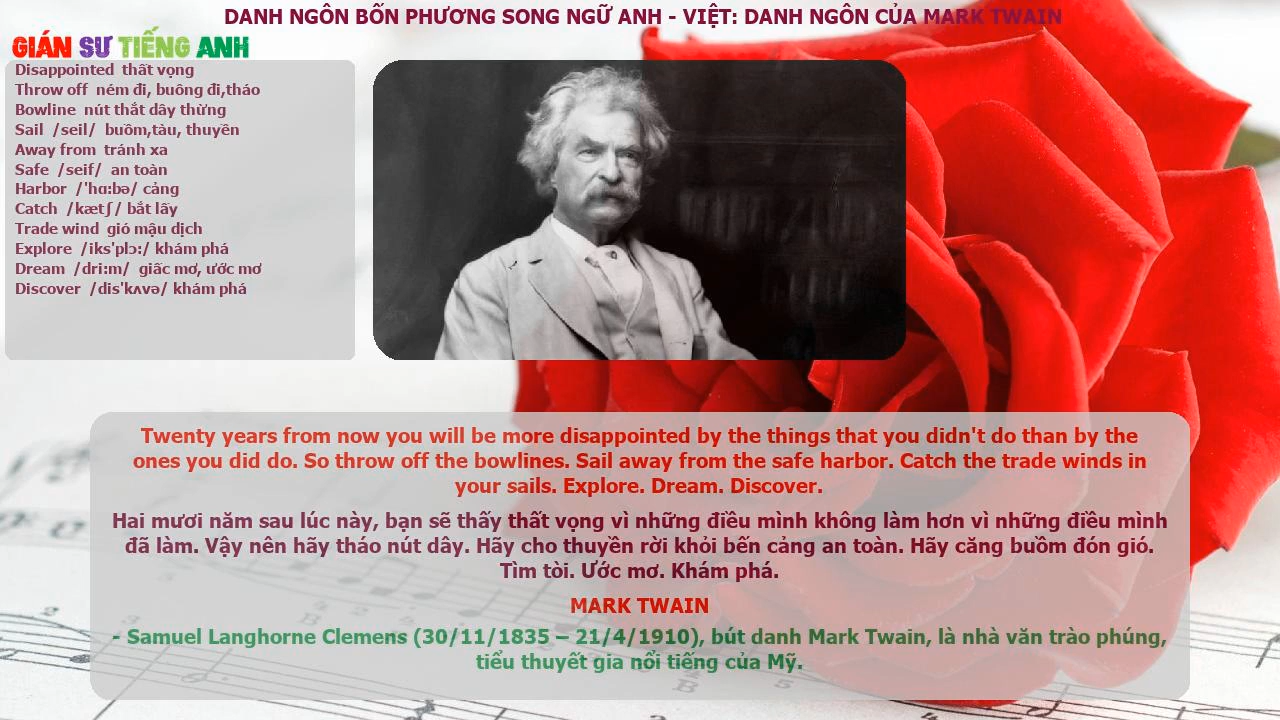 DANH NGÔN BỐN PHƯƠNG SONG NGỮ ANH - VIỆT: DANH NGÔN CỦA MARK TWAIN
GIÁN SƯ TIẾNG ANH
Disappointed thất vọng
Throw off ném đi, buông đi,tháo
Bowline nút thắt dây thừng
Sail /seil/ buồm,tàu, thuyền
Away from tránh xa
Safe /seif/ an toàn
Harbor /'hɑ:bə/ cảng
Catch /kætʃ/ bắt lấy
Trade wind gió mậu dịch
Explore /iks'plɔ:/ khám phá
Dream /dri:m/ giấc mơ, ước mơ
Discover /dis'kʌvə/ khám phá
Twenty years from now you will be more disappointed by the things that you didn't do than by the
ones you did do. So throw off the bowlines. Sail away from the safe harbor. Catch the trade winds in
your sails. Explore. Dream. Discover.
Hai mươi năm sau lúc này, bạn sẽ thấy thất vọng vì những điều mình không làm hơn vì những điều mình
đã làm. Vậy nên hãy tháo nút dây. Hãy cho thuyền rời khỏi bến cảng an toàn. Hãy căng buồm đón gió.
Tìm tòi. Ước mơ. Khám phá.
MARK TWAIN
- Samuel Langhorne Clemens (30/11/1835 – 21/4/1910), bút danh Mark Twain, là nhà văn trào phúng,
tiểu thuyết gia nổi tiếng của Mỹ.